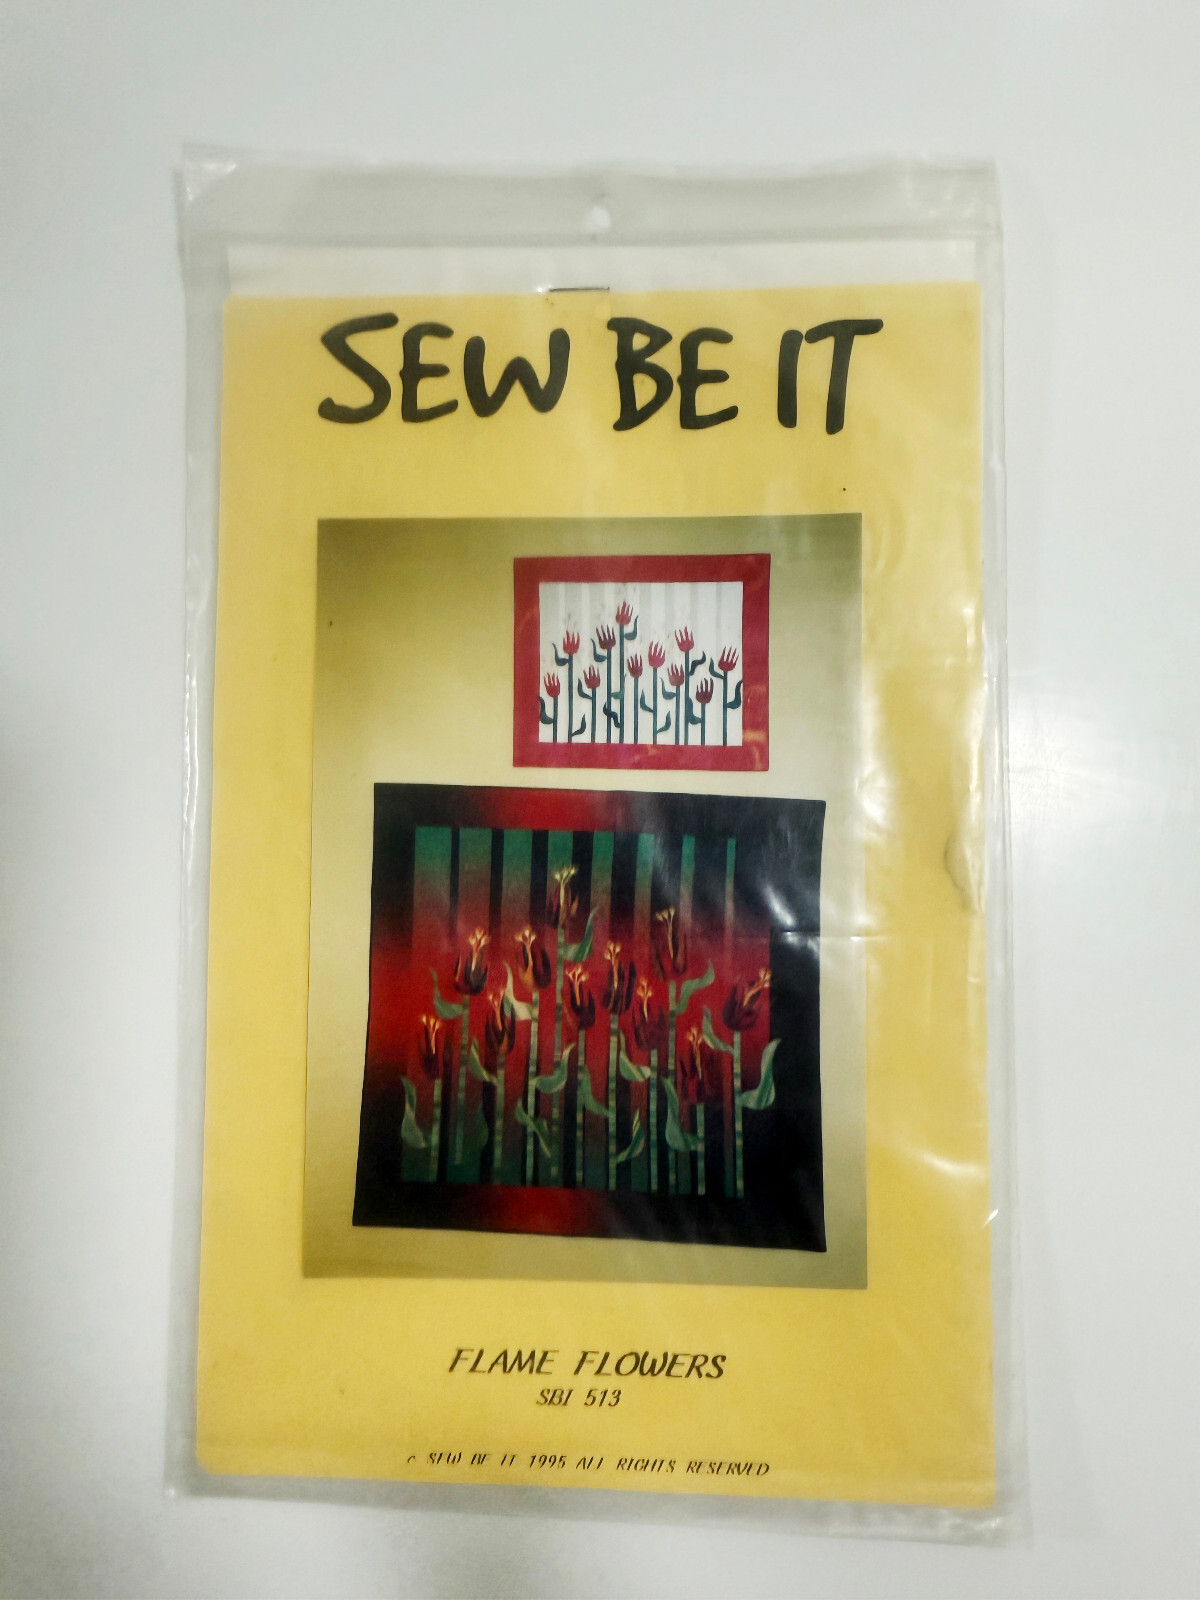 SEW BE IT
FLAME FLOWERS
SBI 513
c SEW BE IT 1995 ALL RIGHTS RESERVED